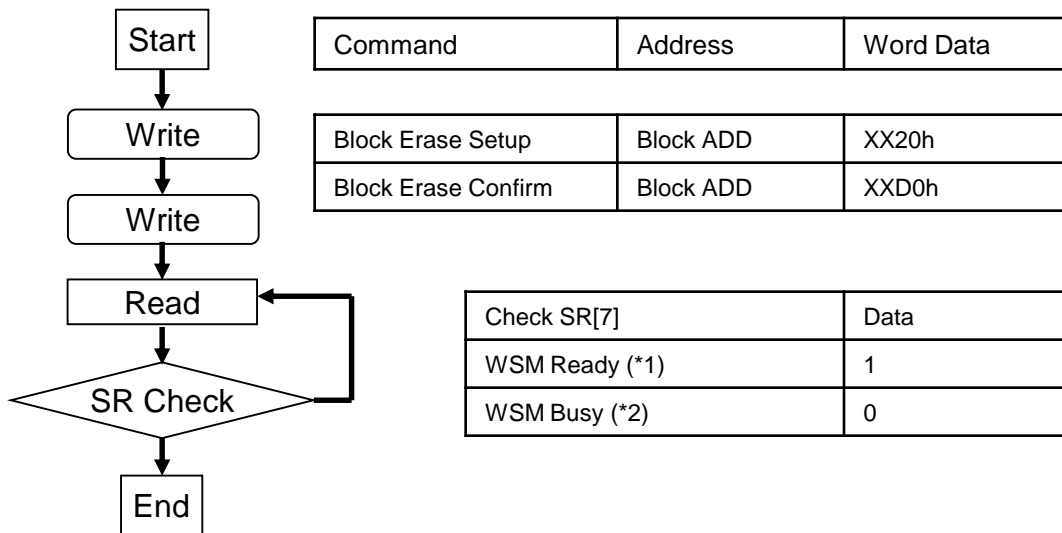 Start
Command Address Word Data
Write
Block Erase Setup Block ADD XX20h
Block Erase Confirm Block ADD XXD0h
Write
Read
Check SR[7] Data
WSM Ready (*1) 1
SR Check
WSM Busy (*2) 0
End